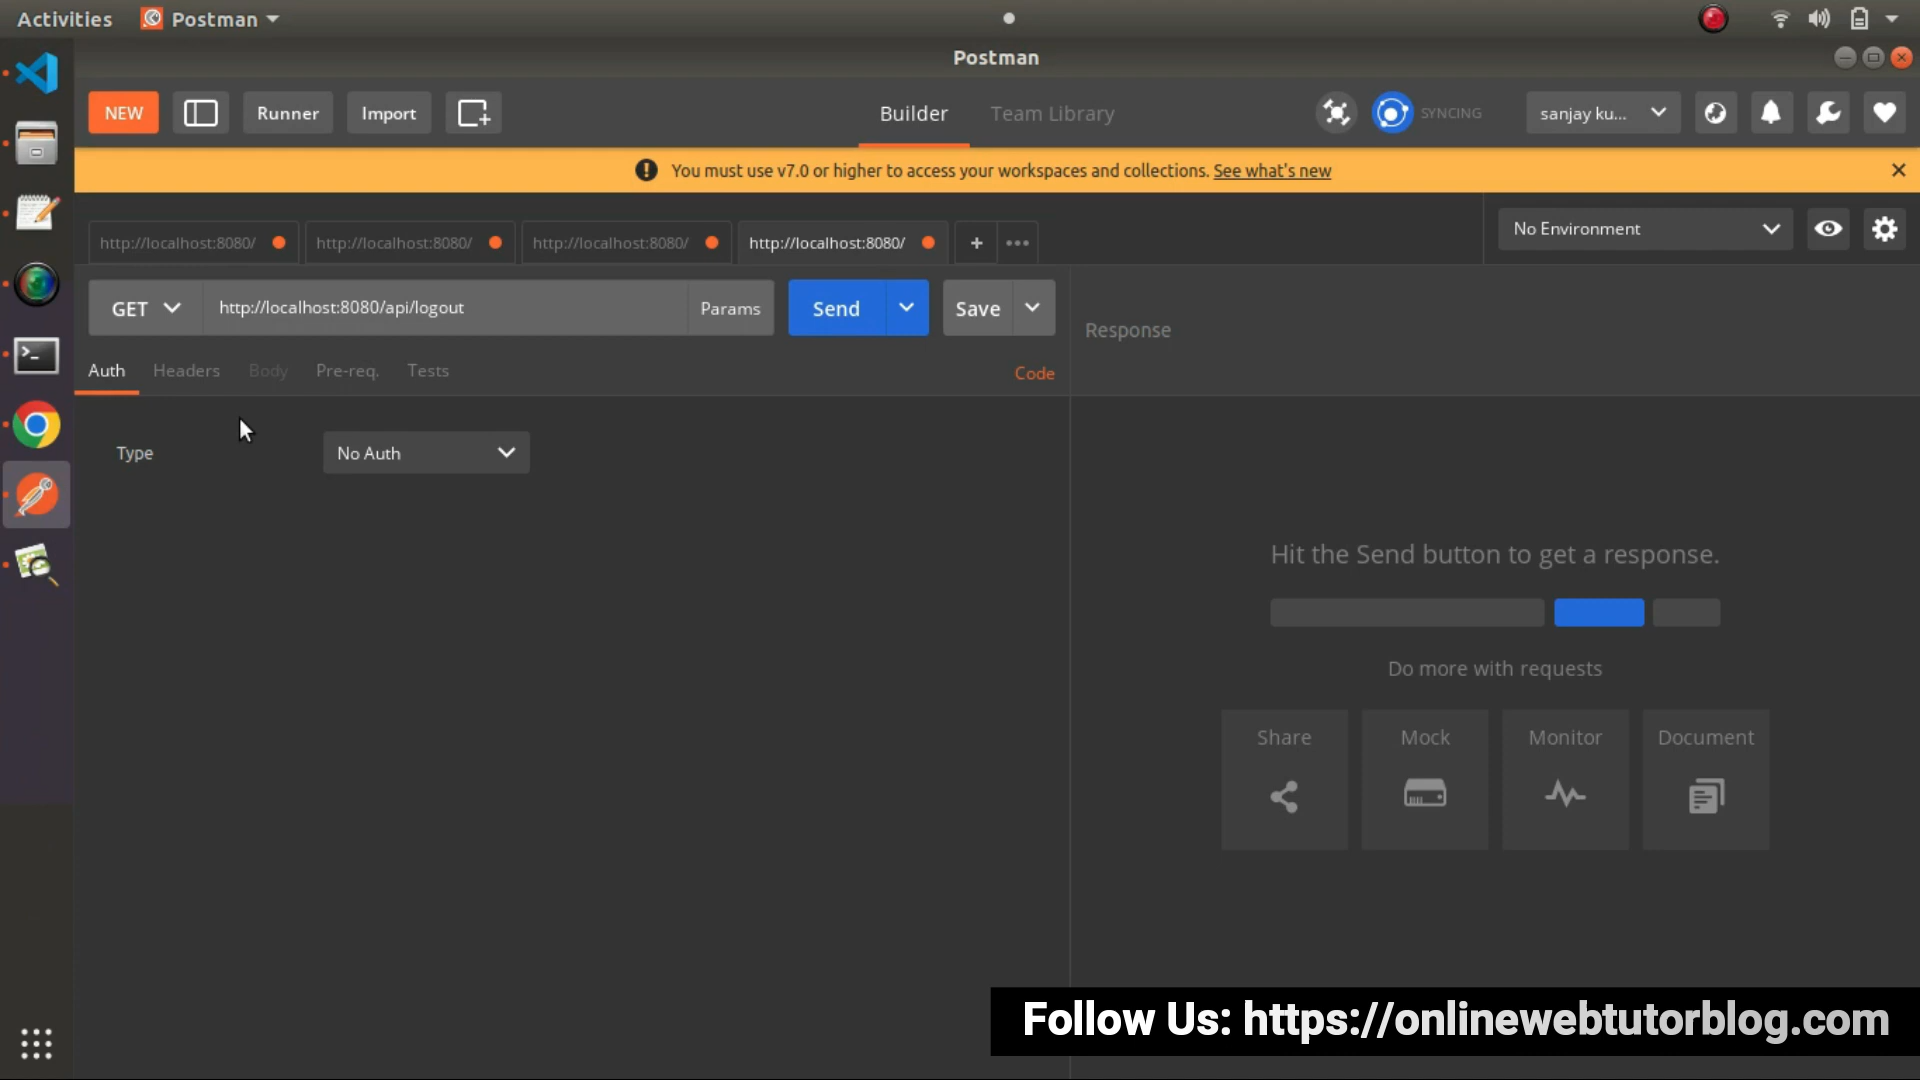 Activities
Postman
Postman
NEW
Runner
Import
Builder
Team Library
SYNCING
sanjay ku...
You must use v7.0 or higher to access your workspaces and collections. See what's new
http://localhost:8080/
http://localhost:8080/
http://localhost:8080/
http://localhost:8080/
No Environment
GET
http://localhost:8080/api/logout
Params
Send
Save
Response
Auth
Headers
Body
Pre-req.
Tests
Code
Type
No Auth
Hit the Send button to get a response.
Do more with requests
Share
Mock
Monitor
Document
Follow Us: https://onlinewebtutorblog.com